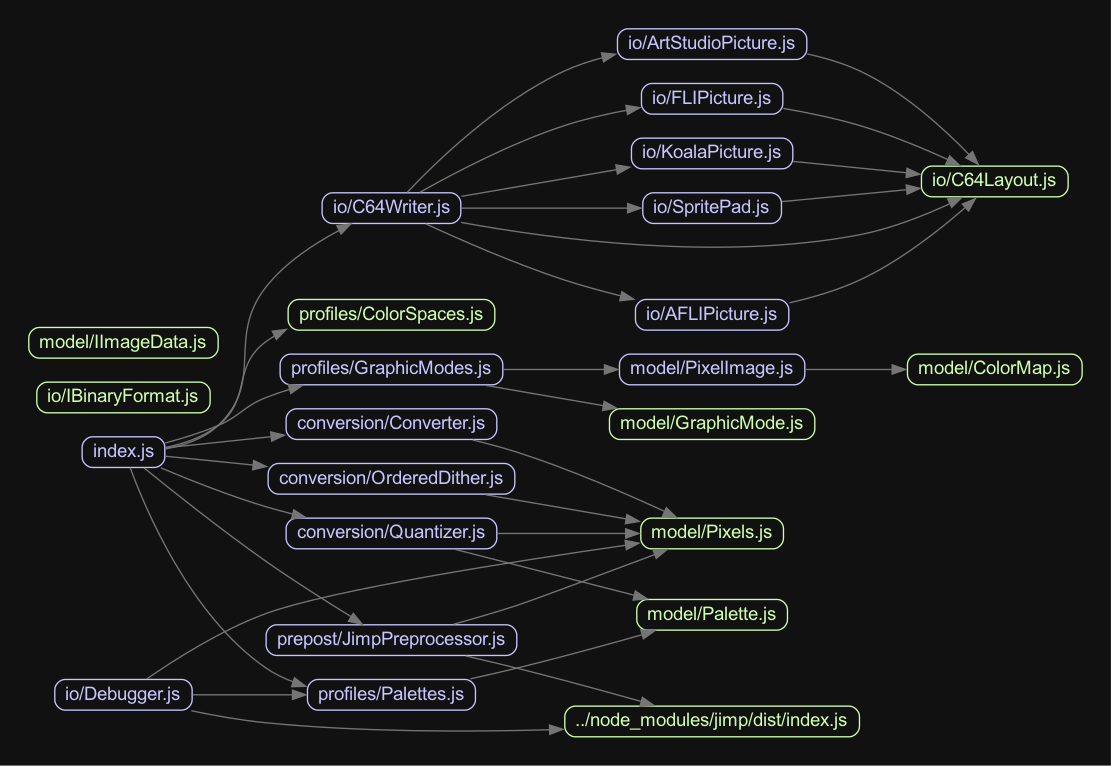 io/ArtStudioPicture.js
io/FLIPicture.js
io/KoalaPicture.js
io/C64Layout.js
io/C64Writer.js
io/SpritePad.js
profiles/ColorSpaces.js
io/AFLIPicture.js
model/IImageData.js
profiles/GraphicModes.js
model/PixelImage.js
model/ColorMap.js
io/IBinaryFormat.js
conversion/Converter.js
model/GraphicMode.js
index.js
conversion/OrderedDither.js
conversion/Quantizer.js
model/Pixels.js
model/Palette.js
prepost/JimpPreprocessor.js
io/Debugger.js
profiles/Palettes.js
../node_modules/jimp/dist/index.js